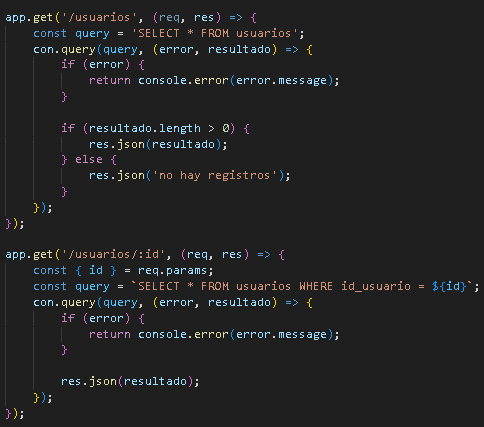 app.get('/usuarios', (req, res) => {
    const query = 'SELECT * FROM usuarios';
    con.query(query, (error, resultado) => {
        if (error) {
            return console.error(error.message);
        }

        if (resultado.length > 0) {
            res.json(resultado);
        } else {
            res.json('no hay registros');
        }
    });
});

app.get('/usuarios/:id', (req, res) => {
    const { id } = req.params;
    const query = `SELECT * FROM usuarios WHERE id_usuario = ${id}`;
    con.query(query, (error, resultado) => {
        if (error) {
            return console.error(error.message);
        }

        res.json(resultado);
    });
});